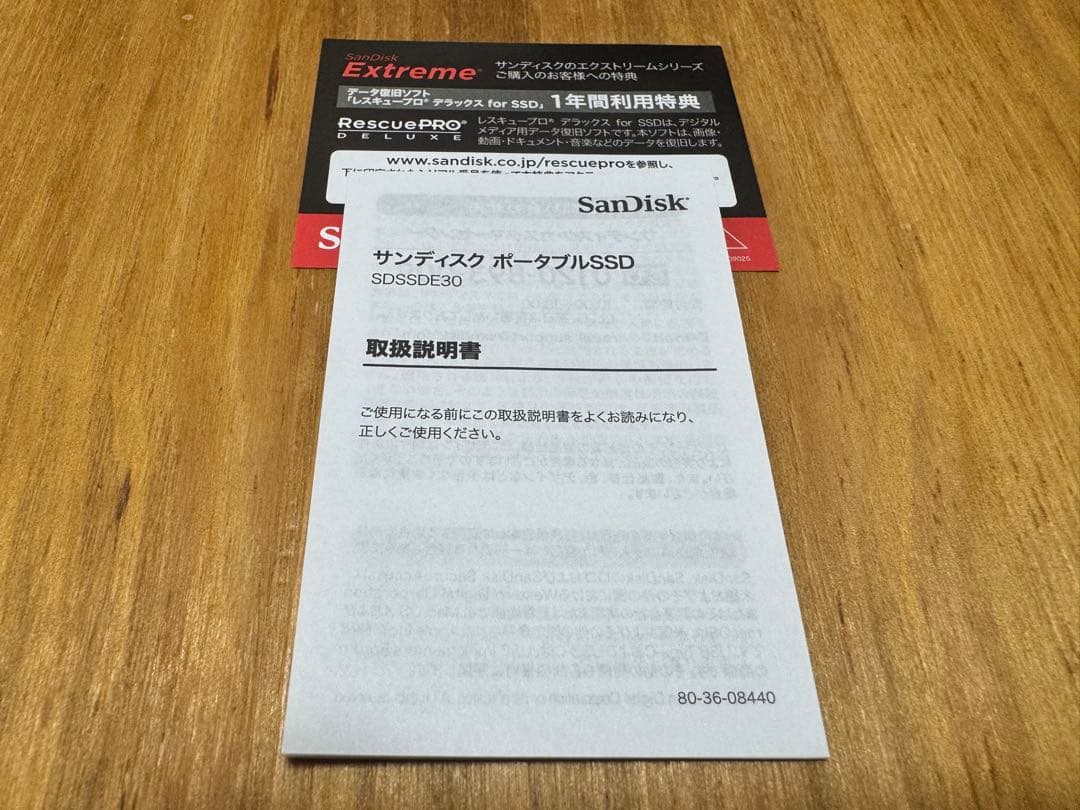 SanDisk
Extreme®
サンディスクのエクストリームシリーズ
ご購入のお客様への特典
データ復旧ソフト
「レスキュープロ® デラックス for SSD」1年間利用特典
RescuePRO®
DELUXE
レスキュープロ® デラックス for SSDは、デジタル
メディア用データ復旧ソフトです。本ソフトは、画像・
動画・ドキュメント・音楽などのデータを復旧します。
www.sandisk.co.jp/rescueproを参照し、
S
09025
SanDisk®
サンディスク ポータブルSSD
SDSSDE30
取扱説明書
ご使用になる前にこの取扱説明書をよくお読みになり、
正しくご使用ください。
80-36-08440